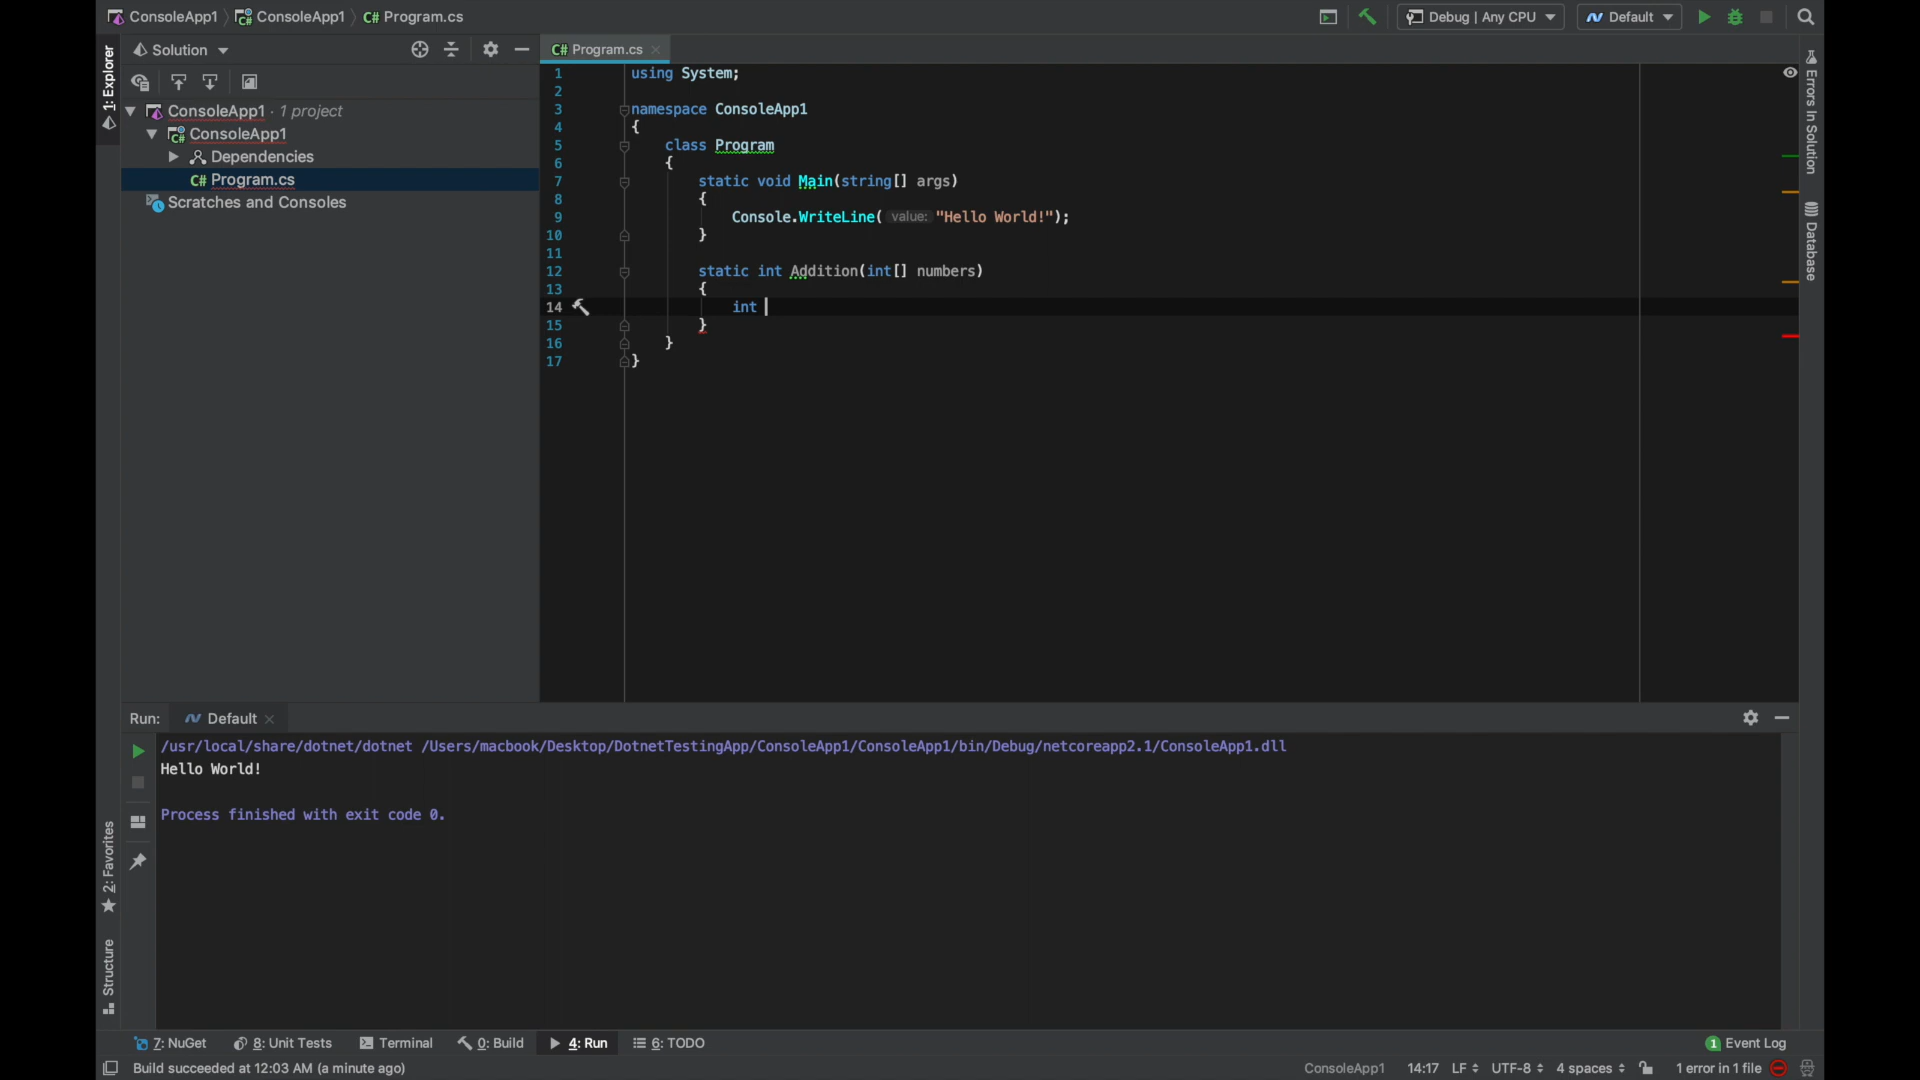 ConsoleApp1 ConsoleApp1 C# Program.cs Debug | Any CPU Default
1: Explorer
Solution
ConsoleApp1 · 1 project
ConsoleApp1
Dependencies
C# Program.cs
Scratches and Consoles
C# Program.cs
1 using System;
2
3 namespace ConsoleApp1
4 {
5 class Program
6 {
7 static void Main(string[] args)
8 {
9 Console.WriteLine( value: "Hello World!");
10 }
11
12 static int Addition(int[] numbers)
13 {
14 int
15 }
16 }
17 }
Errors In Solution
Database
Run: Default
/usr/local/share/dotnet/dotnet /Users/macbook/Desktop/DotnetTestingApp/ConsoleApp1/ConsoleApp1/bin/Debug/netcoreapp2.1/ConsoleApp1.dll
Hello World!
Process finished with exit code 0.
2: Favorites
Structure
7: NuGet 8: Unit Tests Terminal 0: Build 4: Run 6: TODO 1 Event Log
Build succeeded at 12:03 AM (a minute ago) ConsoleApp1 14:17 LF UTF-8 4 spaces 1 error in 1 file